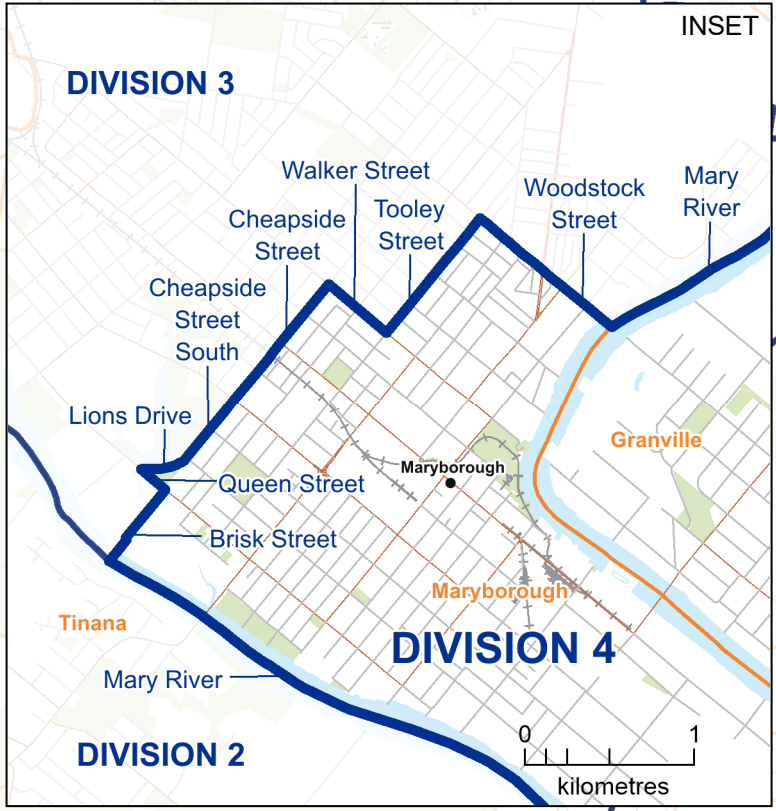 INSET
DIVISION 3
Walker Street
Woodstock
Street
Mary
River
Cheapside
Street
Tooley
Street
Cheapside
Street
South
Lions Drive
Granville
Maryborough
Queen Street
Brisk Street
Maryborough
Tinana
DIVISION 4
Mary River
DIVISION 2
0
1
kilometres